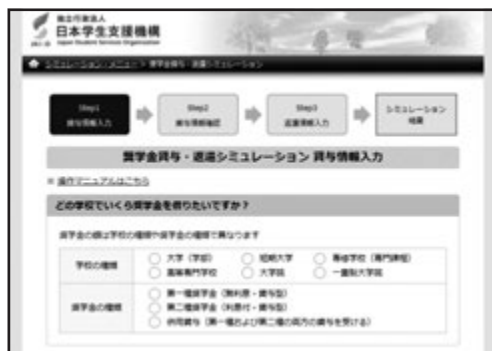 独立行政法人
日本学生支援機構
Japan Student Services Organization
シミュレーション・メニュー > 奨学金貸与・返還シミュレーション
Step1
貸与情報入力
Step2
貸与情報確認
Step3
返還情報入力
シミュレーション
結果
奨学金貸与・返還シミュレーション 貸与情報入力
操作マニュアルはこちら
どの学校でいくら奨学金を借りたいですか？
奨学金の額は学校の種類や奨学金の種類で異なります
学校の種類
大学（学部） 短期大学 専修学校（専門課程）
高等専門学校 大学院 一貫制大学院
奨学金の種類
第一種奨学金（無利息・貸与型）
第二種奨学金（利息付・貸与型）
併用貸与（第一種および第二種の両方の貸与を受ける）